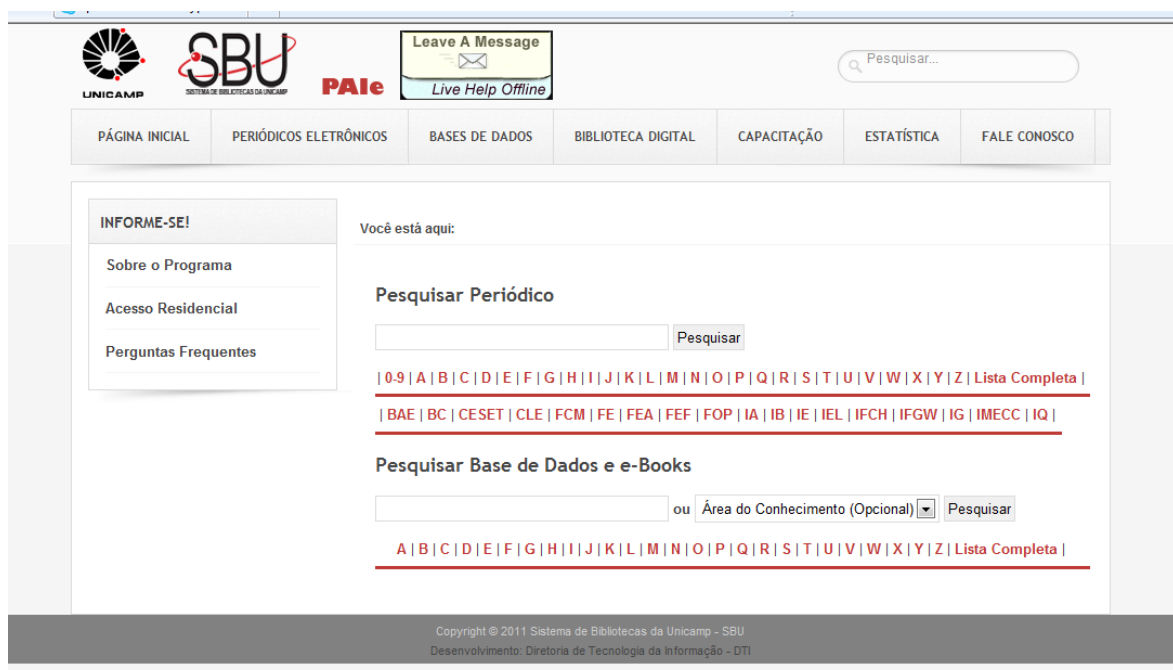 UNICAMP
SBU
SISTEMA DE BIBLIOTECAS DA UNICAMP
PAIe
Leave A Message
Live Help Offline
Pesquisar...
PÁGINA INICIAL PERIÓDICOS ELETRÔNICOS BASES DE DADOS BIBLIOTECA DIGITAL CAPACITAÇÃO ESTATÍSTICA FALE CONOSCO
INFORME-SE!
Sobre o Programa
Acesso Residencial
Perguntas Frequentes
Você está aqui:
Pesquisar Periódico
Pesquisar
| 0-9 | A | B | C | D | E | F | G | H | I | J | K | L | M | N | O | P | Q | R | S | T | U | V | W | X | Y | Z | Lista Completa |
| BAE | BC | CESET | CLE | FCM | FE | FEA | FEF | FOP | IA | IB | IE | IEL | IFCH | IFGW | IG | IMECC | IQ |
Pesquisar Base de Dados e e-Books
ou Área do Conhecimento (Opcional) Pesquisar
A | B | C | D | E | F | G | H | I | J | K | L | M | N | O | P | Q | R | S | T | U | V | W | X | Y | Z | Lista Completa |
Copyright © 2011 Sistema de Bibliotecas da Unicamp - SBU
Desenvolvimento: Diretoria de Tecnologia da Informação - DTI